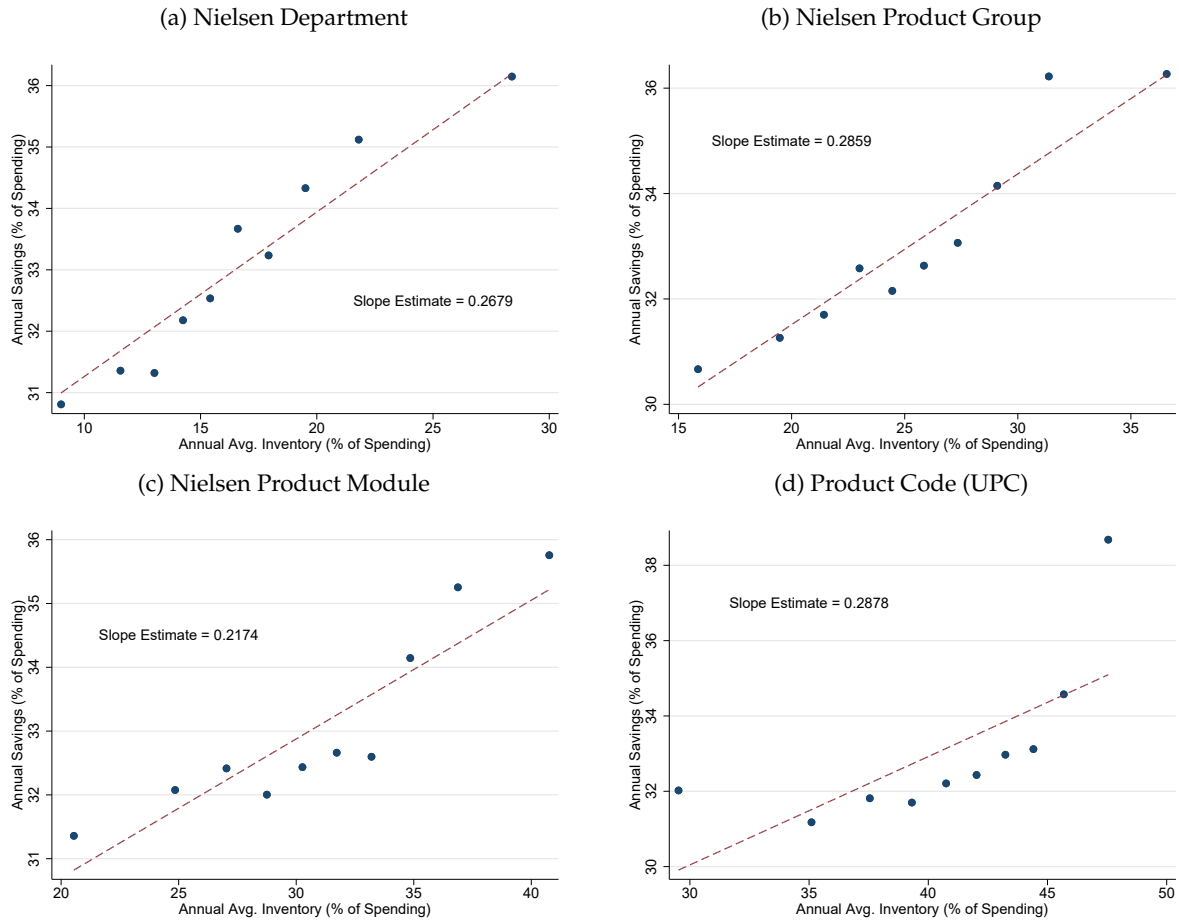 (a) Nielsen Department
Annual Savings (% of Spending)
36
35
34
33
32
31
Slope Estimate = 0.2679
10 15 20 25 30
Annual Avg. Inventory (% of Spending)
(b) Nielsen Product Group
Annual Savings (% of Spending)
36
34
32
30
Slope Estimate = 0.2859
15 20 25 30 35
Annual Avg. Inventory (% of Spending)
(c) Nielsen Product Module
Annual Savings (% of Spending)
36
35
34
33
32
31
Slope Estimate = 0.2174
20 25 30 35 40
Annual Avg. Inventory (% of Spending)
(d) Product Code (UPC)
Annual Savings (% of Spending)
38
36
34
32
30
Slope Estimate = 0.2878
30 35 40 45 50
Annual Avg. Inventory (% of Spending)